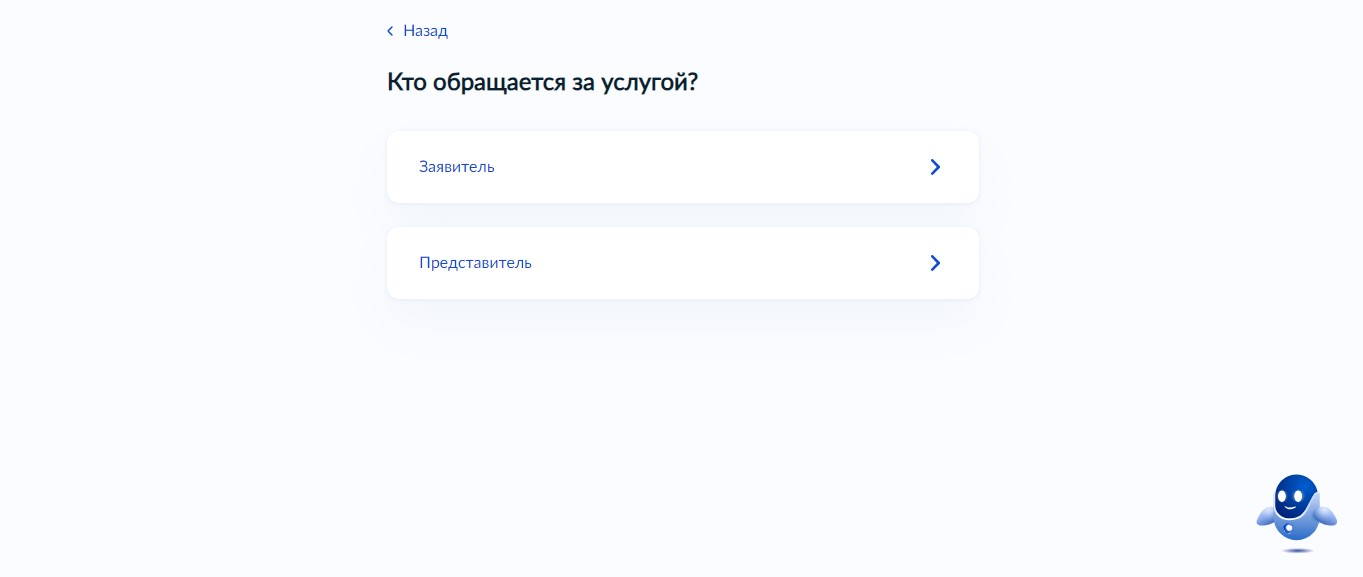 Назад
Кто обращается за услугой?
Заявитель
Представитель